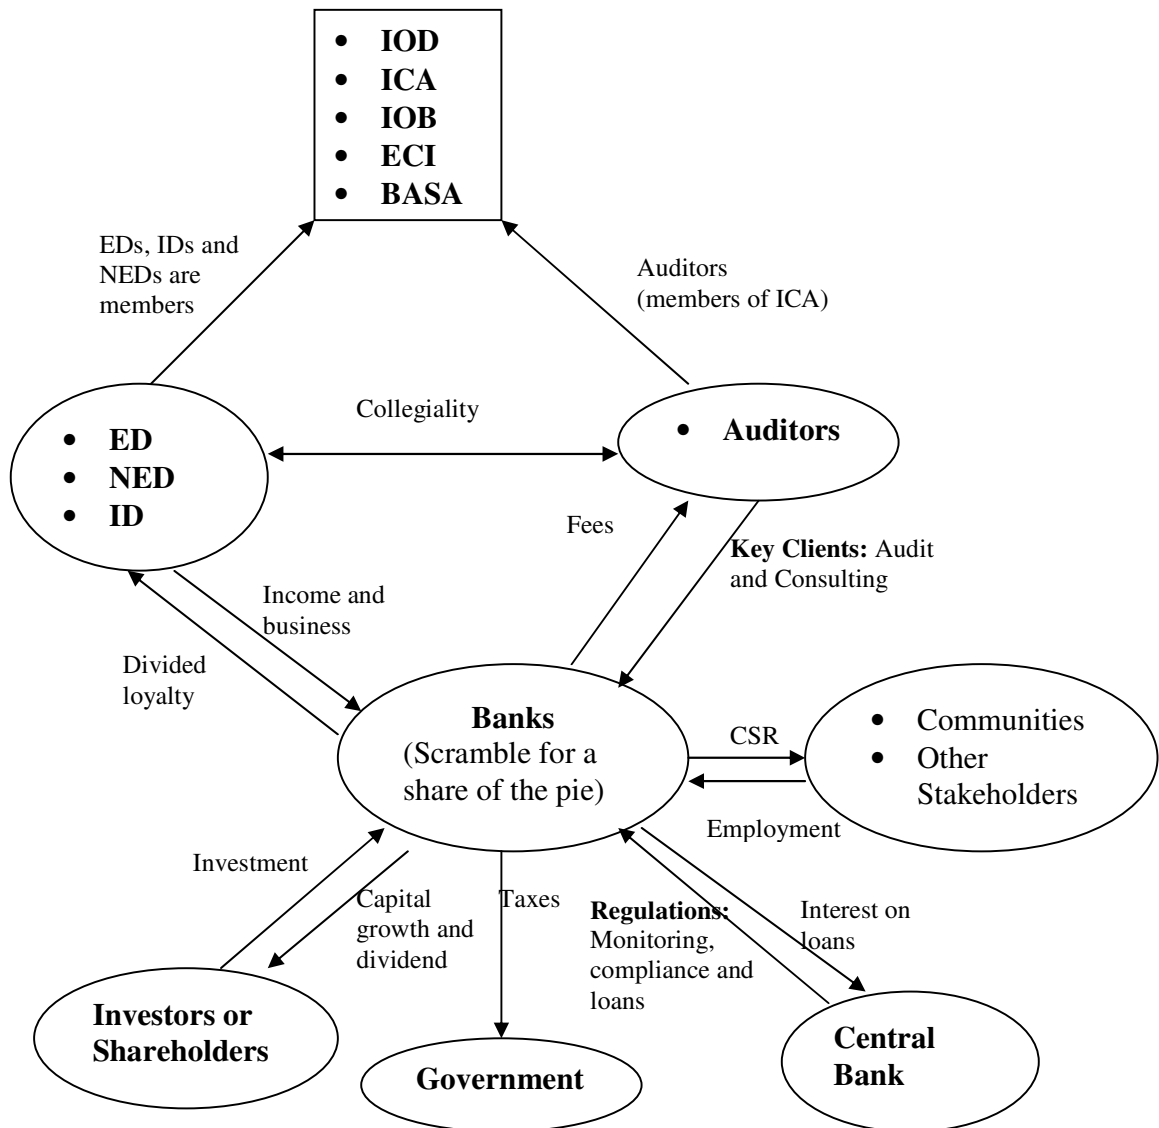 • IOD
• ICA
• IOB
• ECI
• BASA
EDs, IDs and
NEDs are
members
Auditors
(members of ICA)
Collegiality
• ED
• NED
• ID
• Auditors
Fees
Key Clients: Audit
and Consulting
Income and
business
Divided
loyalty
Banks
(Scramble for a
share of the pie)
CSR
• Communities
• Other
Stakeholders
Employment
Investment
Capital
growth and
dividend
Taxes
Regulations:
Monitoring,
compliance and
loans
Interest on
loans
Investors or
Shareholders
Government
Central
Bank